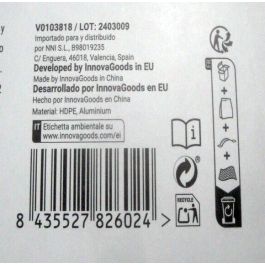 V0103818 / LOT: 2403009
Importado para y distribuido
por NNI S.L., B98019235
C/ Enguera, 46018, Valencia, Spain
Developed by InnovaGoods in EU
Made by InnovaGoods in China
Desarrollado por InnovaGoods en EU
Hecho por InnovaGoods en China
Material: HDPE, Aluminium
IT Etichetta ambientale su
www.innovagoods.com/ei
RECYCLE
8 435527 826024 >